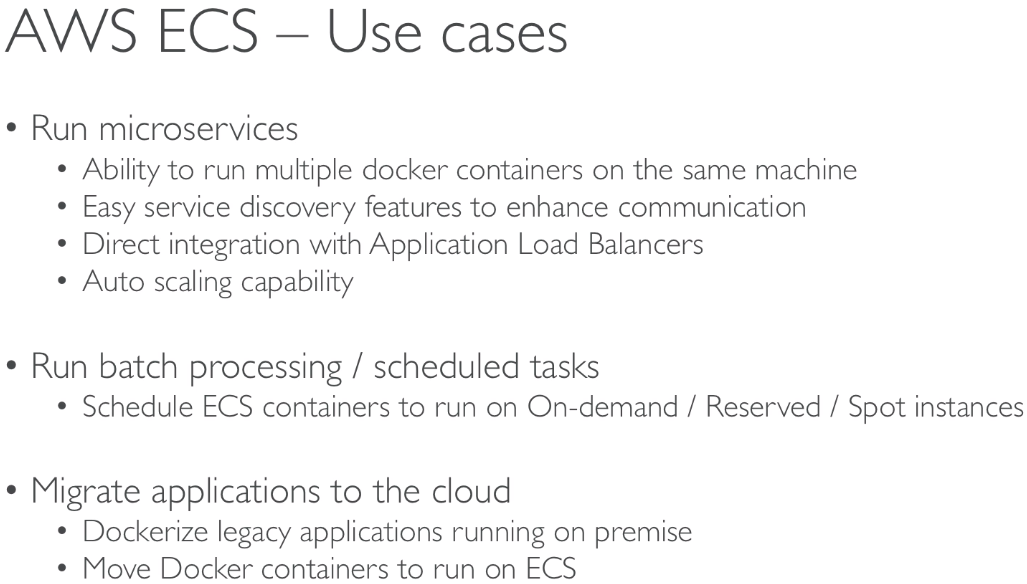 AWS ECS – Use cases
• Run microservices
• Ability to run multiple docker containers on the same machine
• Easy service discovery features to enhance communication
• Direct integration with Application Load Balancers
• Auto scaling capability
• Run batch processing / scheduled tasks
• Schedule ECS containers to run on On-demand / Reserved / Spot instances
• Migrate applications to the cloud
• Dockerize legacy applications running on premise
• Move Docker containers to run on ECS